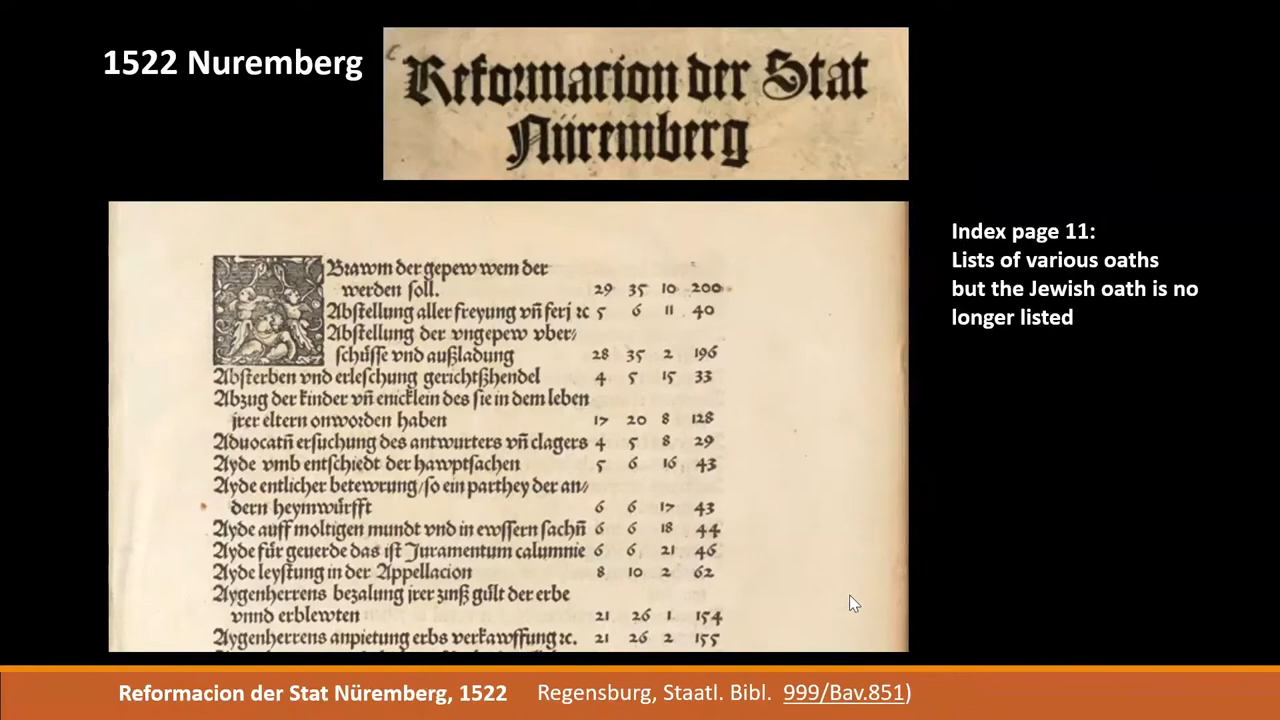 1522 Nuremberg
Reformacion der Stat
Nüremberg
Index page 11:
Lists of various oaths
but the Jewish oath is no
longer listed
Brawm der gepew wem der
werden soll. 29 35 10 200
Abstellung aller freyung vñ ferj ꝛc 5 6 11 40
Abstellung der vngepew vber⸗
schüsse vnd außladung 28 35 2 196
Absterben vnd erleschung gerichtßhendel 4 5 15 33
Abzug der kinder vñ enicklein des sie in dem leben
jrer eltern onworden haben 17 20 8 128
Aduocatñ ersuchung des antwurters vñ clagers 4 5 8 29
Ayde vmb entschiedt der hawptsachen 5 6 16 43
Ayde entlicher betewrung/so ein parthey der an⸗
dern heymwürfft 6 6 17 43
Ayde auff moltigen mundt vnd in ewssern sachñ 6 6 18 44
Ayde für geuerde das ist Juramentum calumnie 6 6 21 46
Ayde leystung in der Appellacion 8 10 2 62
Aygenherrens bezalung jrer zinß gült der erbe
vnnd erblewten 21 26 1 154
Aygenherrens anpietung erbs verkawffung ꝛc. 21 26 2 155
Reformacion der Stat Nüremberg, 1522 Regensburg, Staatl. Bibl. 999/Bav.851)